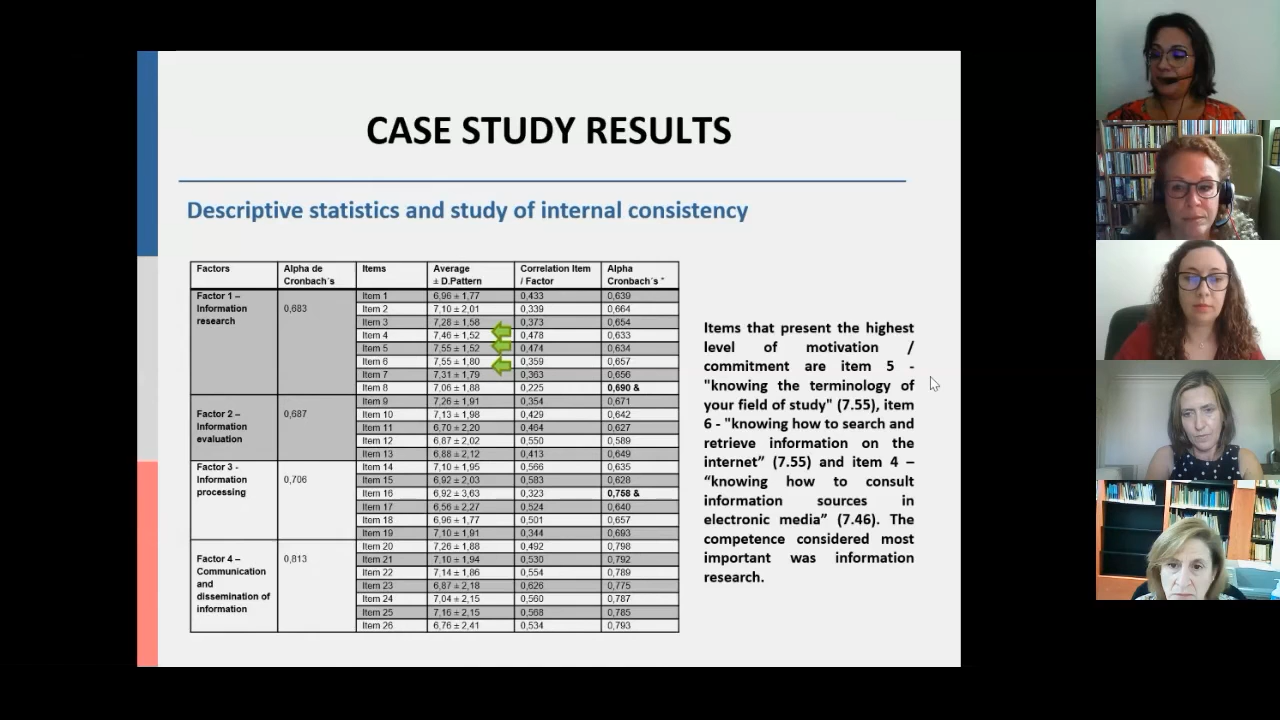 CASE STUDY RESULTS
Descriptive statistics and study of internal consistency
Factors Alpha de Cronbach´s Items Average ± D.Pattern Correlation Item / Factor Alpha Cronbach's ^
Factor 1 – Information research 0,683 Item 1 6,96 ± 1,77 0,433 0,639
Item 2 7,10 ± 2,01 0,339 0,664
Item 3 7,28 ± 1,58 0,373 0,654
Item 4 7,46 ± 1,52 0,478 0,633
Item 5 7,55 ± 1,52 0,474 0,634
Item 6 7,55 ± 1,80 0,359 0,657
Item 7 7,31 ± 1,79 0,363 0,656
Item 8 7,06 ± 1,88 0,225 0,690 &
Factor 2 – Information evaluation 0,687 Item 9 7,26 ± 1,91 0,354 0,671
Item 10 7,13 ± 1,98 0,429 0,642
Item 11 6,70 ± 2,20 0,464 0,627
Item 12 6,87 ± 2,02 0,550 0,589
Item 13 6,88 ± 2,12 0,413 0,649
Factor 3 - Information processing 0,706 Item 14 7,10 ± 1,95 0,566 0,635
Item 15 6,92 ± 2,03 0,583 0,628
Item 16 6,92 ± 3,63 0,323 0,758 &
Item 17 6,56 ± 2,27 0,524 0,640
Item 18 6,96 ± 1,77 0,501 0,657
Item 19 7,10 ± 1,91 0,344 0,693
Factor 4 – Communication and dissemination of information 0,813 Item 20 7,26 ± 1,88 0,492 0,798
Item 21 7,10 ± 1,94 0,530 0,792
Item 22 7,14 ± 1,86 0,554 0,789
Item 23 6,87 ± 2,18 0,626 0,775
Item 24 7,04 ± 2,15 0,560 0,787
Item 25 7,16 ± 2,15 0,568 0,785
Item 26 6,76 ± 2,41 0,534 0,793
Items that present the highest
level of motivation /
commitment are item 5 -
"knowing the terminology of
your field of study" (7.55), item
6 - "knowing how to search and
retrieve information on the
internet” (7.55) and item 4 –
“knowing how to consult
information sources in
electronic media” (7.46). The
competence considered most
important was information
research.